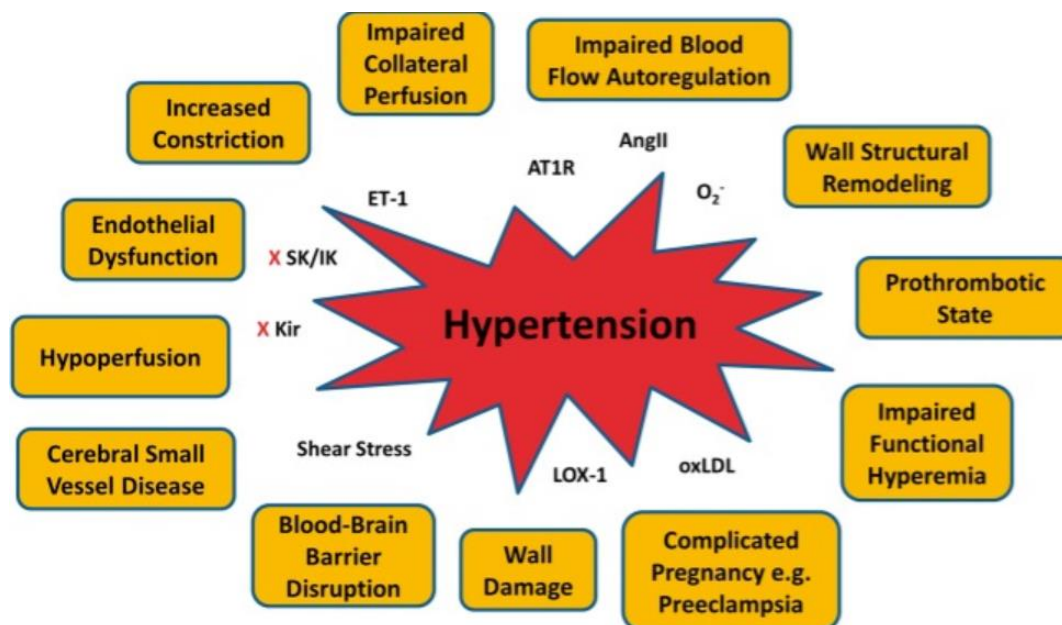 Impaired
Collateral
Perfusion
Impaired Blood
Flow Autoregulation
Increased
Constriction
AngII
AT1R
Wall Structural
Remodeling
ET-1
O₂⁻
Endothelial
Dysfunction
X SK/IK
Prothrombotic
State
X Kir
Hypertension
Hypoperfusion
Impaired
Functional
Hyperemia
Cerebral Small
Vessel Disease
Shear Stress
LOX-1
oxLDL
Blood-Brain
Barrier
Disruption
Wall
Damage
Complicated
Pregnancy e.g.
Preeclampsia